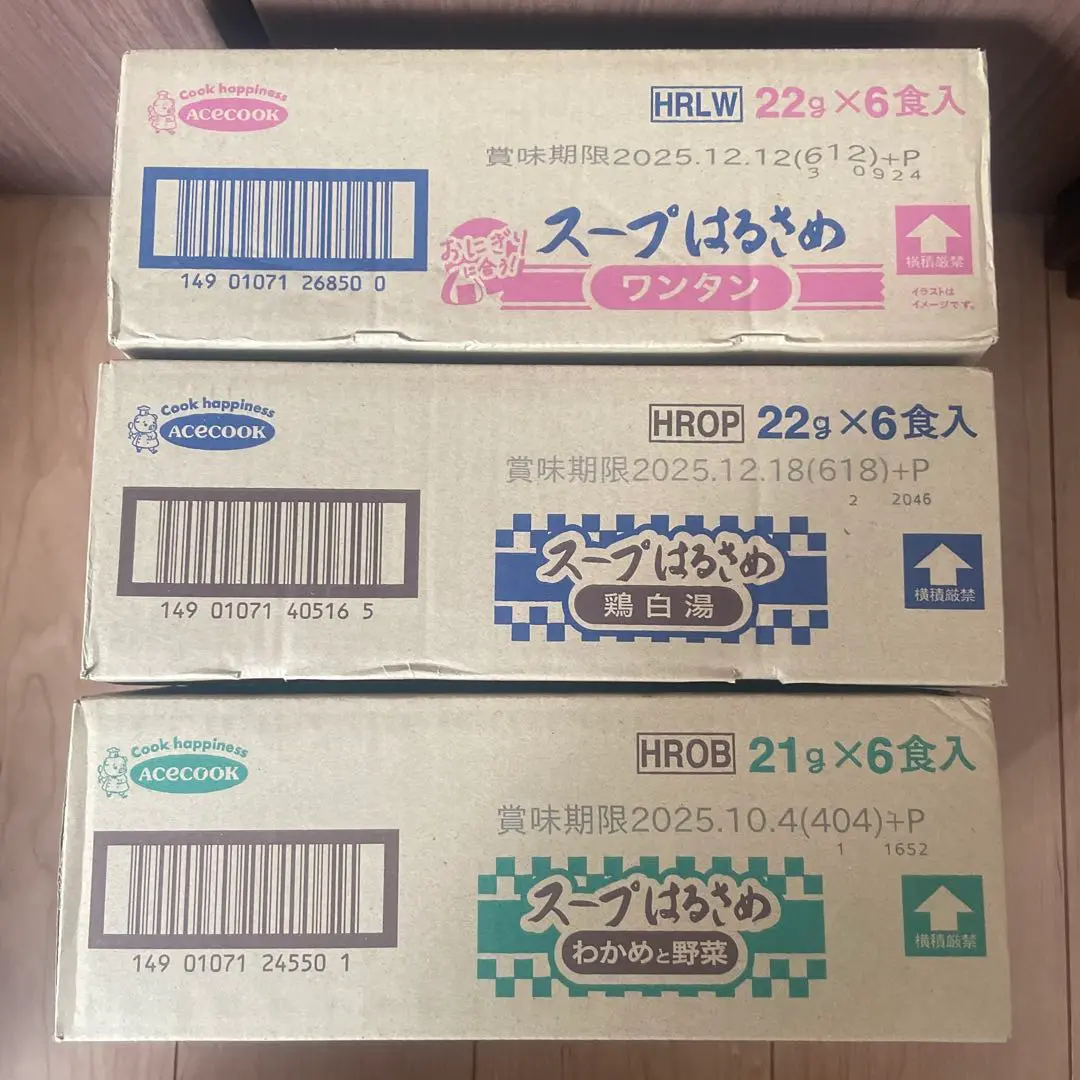 Cook happiness
ACECOOK
HRLW 22g×6食入
賞味期限2025.12.12(612)+P
3 0924
149 01071 26850 0
おにぎり
に合う!
スープはるさめ
ワンタン
横積厳禁
イラストは
イメージです。
Cook happiness
ACECOOK
HROP 22g×6食入
賞味期限2025.12.18(618)+P
2 2046
149 01071 40516 5
スープはるさめ
鶏白湯
横積厳禁
Cook happiness
ACECOOK
HROB 21g×6食入
賞味期限2025.10.4(404)+P
1 1652
149 01071 24550 1
スープはるさめ
わかめと野菜
横積厳禁